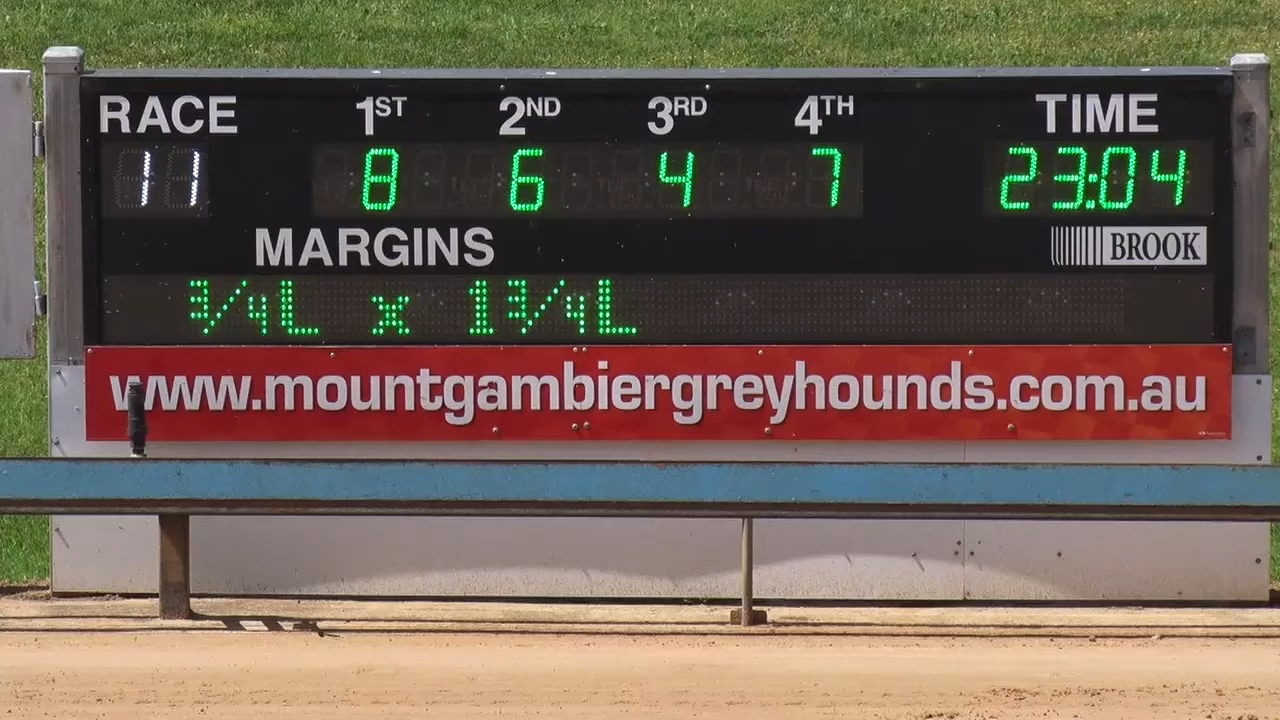 RACE 1ST 2ND 3RD 4TH TIME
11 8 6 4 7 23:04
MARGINS BROOK
3/4L x 1 3/4L
www.mountgambiergreyhounds.com.au